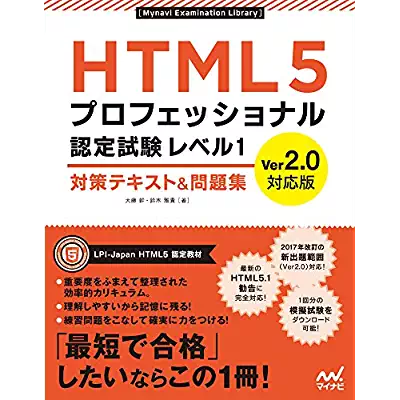 [Mynavi Examination Library]
HTML5
プロフェッショナル
認定試験 レベル1
対策テキスト&問題集
Ver2.0
対応版
大藤 幹・鈴木 雅貴[著]
LPI-Japan HTML5 認定教材
・重要度をふまえて整理された
効率的カリキュラム。
・理解しやすいから記憶に残る!
・練習問題をこなして確実に力をつける!
最新の
HTML5.1
勧告に
完全対応!
2017年改訂の
新出題範囲
(Ver2.0)対応!
1回分の
模擬試験を
ダウンロード
可能!
「最短で合格」
したいならこの1冊!
マイナビ